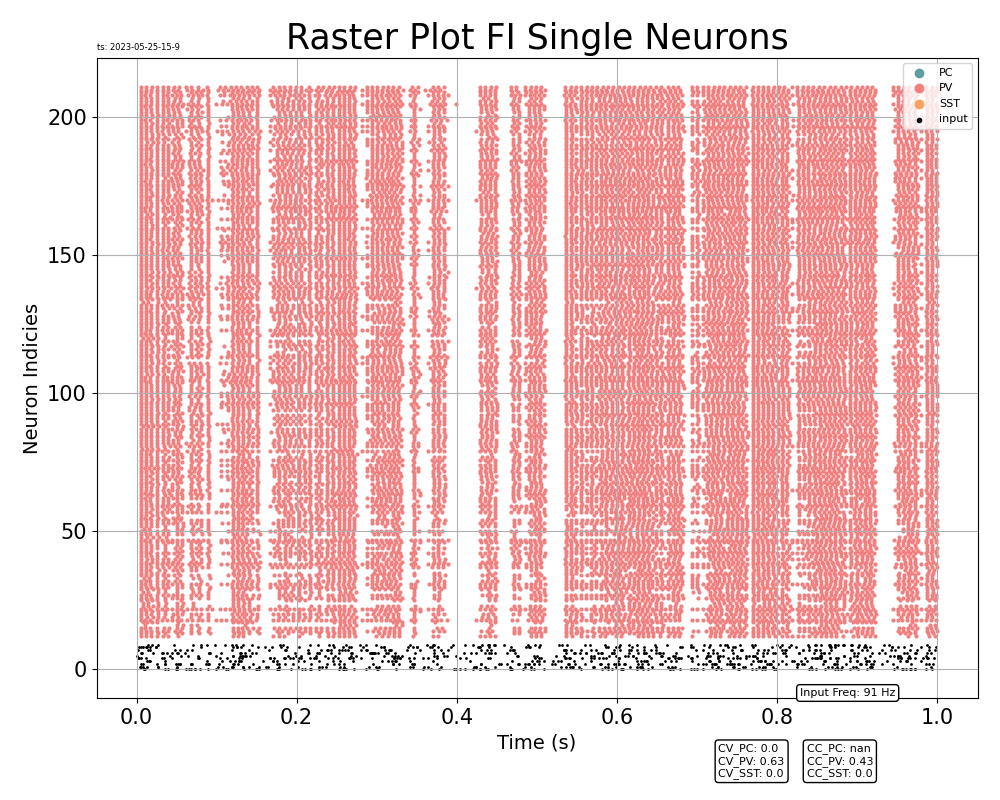 Raster Plot FI Single Neurons
ts: 2023-05-25-15-9
PC
PV
SST
input
200
150
100
50
0
Neuron Indicies
0.0
0.2
0.4
0.6
0.8
1.0
Time (s)
Input Freq: 91 Hz
CV_PC: 0.0
CV_PV: 0.63
CV_SST: 0.0
CC_PC: nan
CC_PV: 0.43
CC_SST: 0.0